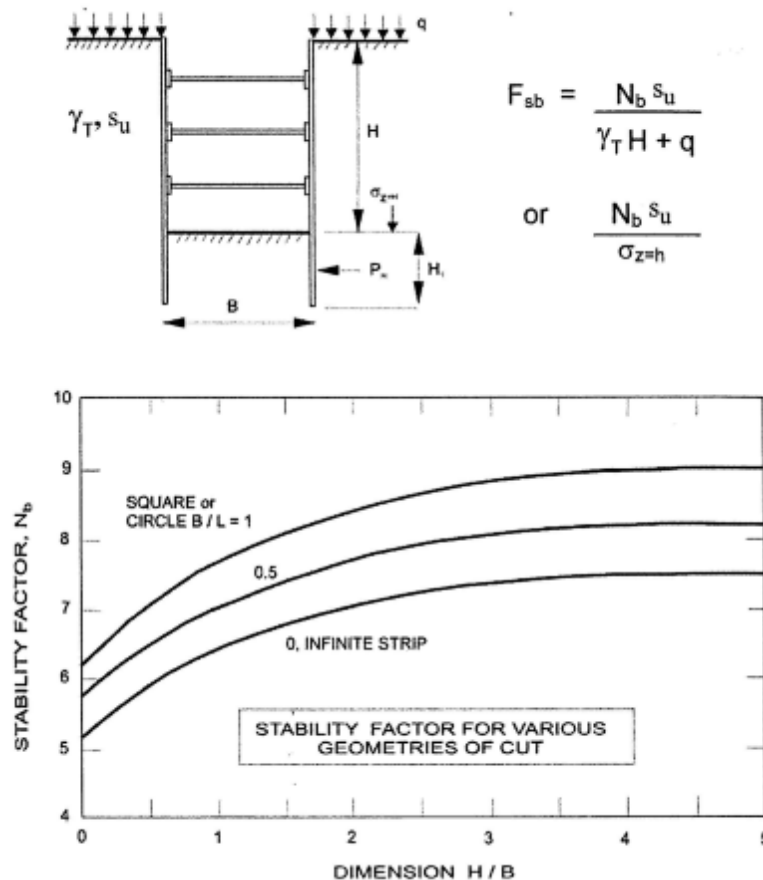 q
γT, su
H
σz=h
P
H
B
Fsb = Nb su
γT H + q
or Nb su
σz=h
10
9
8
7
6
5
4
STABILITY FACTOR, Nb
SQUARE or
CIRCLE B / L = 1
0.5
0, INFINITE STRIP
STABILITY FACTOR FOR VARIOUS
GEOMETRIES OF CUT
0 1 2 3 4 5
DIMENSION H / B